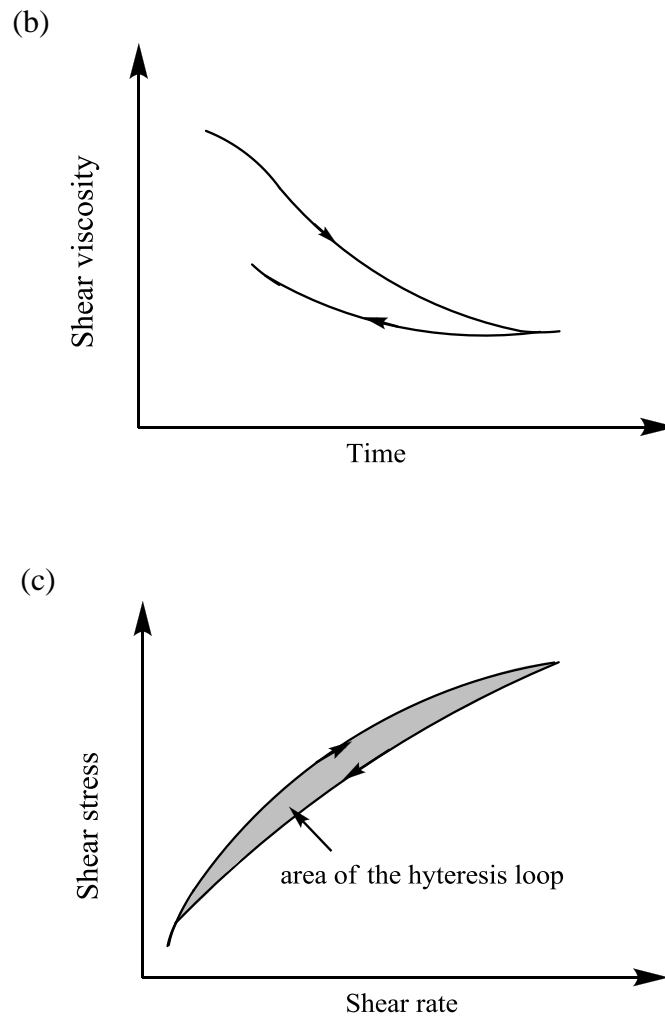 (b)
Shear viscosity
Time
(c)
Shear stress
area of the hyteresis loop
Shear rate